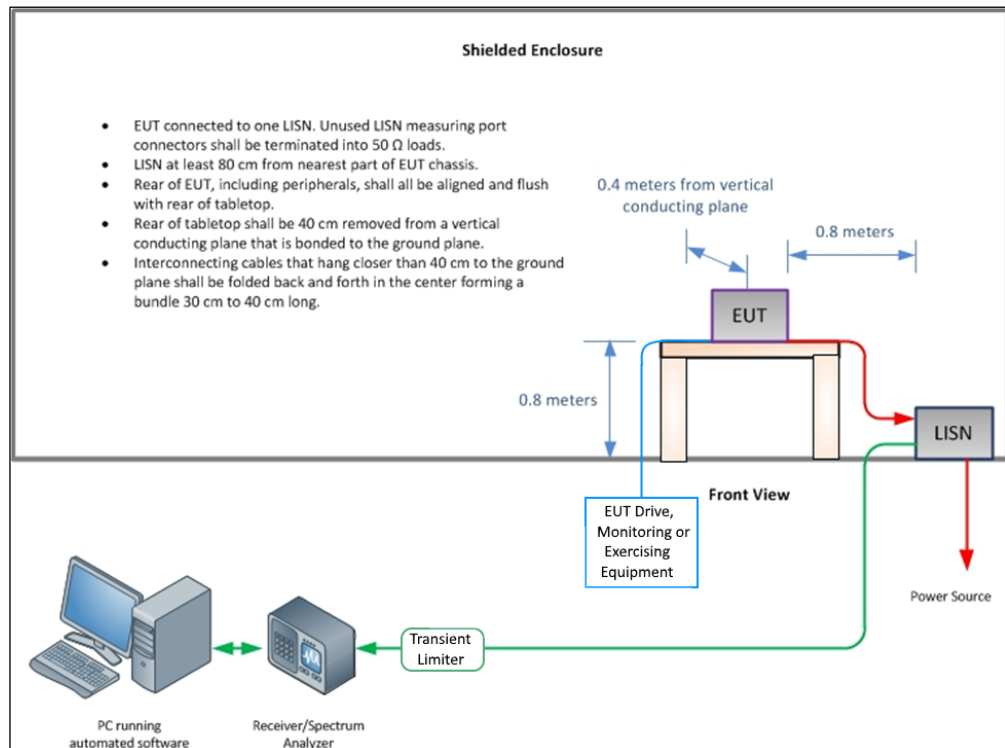 Shielded Enclosure
• EUT connected to one LISN. Unused LISN measuring port
connectors shall be terminated into 50 Ω loads.
• LISN at least 80 cm from nearest part of EUT chassis.
• Rear of EUT, including peripherals, shall all be aligned and flush
with rear of tabletop.
• Rear of tabletop shall be 40 cm removed from a vertical
conducting plane that is bonded to the ground plane.
• Interconnecting cables that hang closer than 40 cm to the ground
plane shall be folded back and forth in the center forming a
bundle 30 cm to 40 cm long.
0.4 meters from vertical
conducting plane
0.8 meters
EUT
0.8 meters
LISN
Front View
EUT Drive,
Monitoring or
Exercising
Equipment
Power Source
Transient
Limiter
PC running
automated software
Receiver/Spectrum
Analyzer